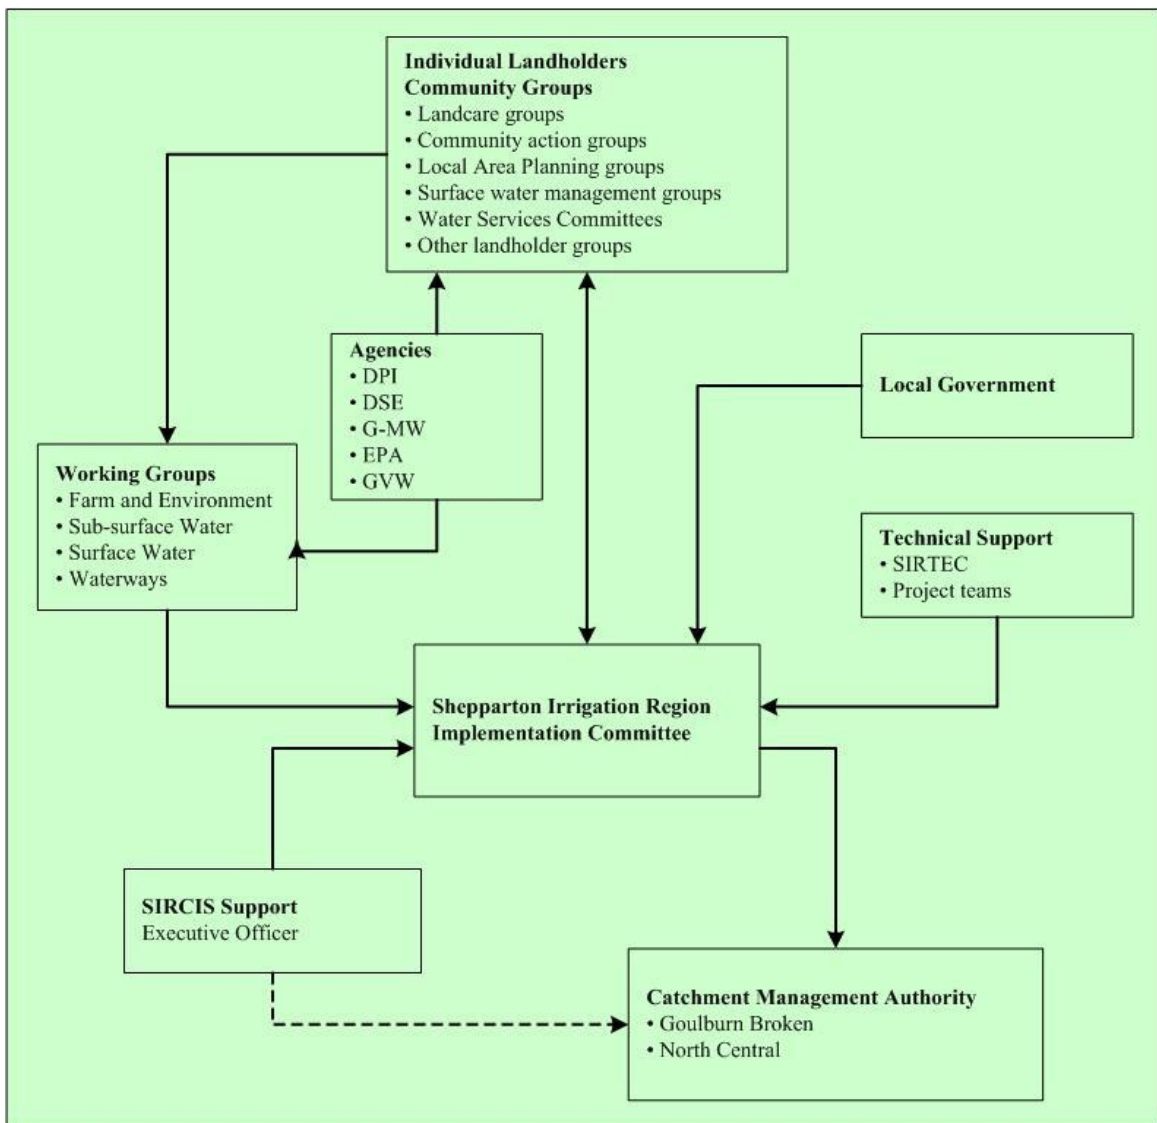 Individual Landholders
Community Groups
• Landcare groups
• Community action groups
• Local Area Planning groups
• Surface water management groups
• Water Services Committees
• Other landholder groups
Agencies
• DPI
• DSE
• G-MW
• EPA
• GVW
Local Government
Working Groups
• Farm and Environment
• Sub-surface Water
• Surface Water
• Waterways
Technical Support
• SIRTEC
• Project teams
Shepparton Irrigation Region
Implementation Committee
SIRCIS Support
Executive Officer
Catchment Management Authority
• Goulburn Broken
• North Central